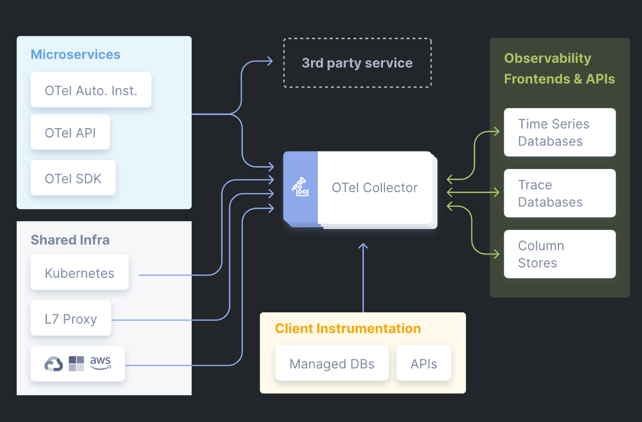 Microservices
OTel Auto. Inst.
OTel API
OTel SDK
Shared Infra
Kubernetes
L7 Proxy
aws
3rd party service
OTel Collector
Client Instrumentation
Managed DBs
APIs
Observability
Frontends & APIs
Time Series
Databases
Trace
Databases
Column
Stores